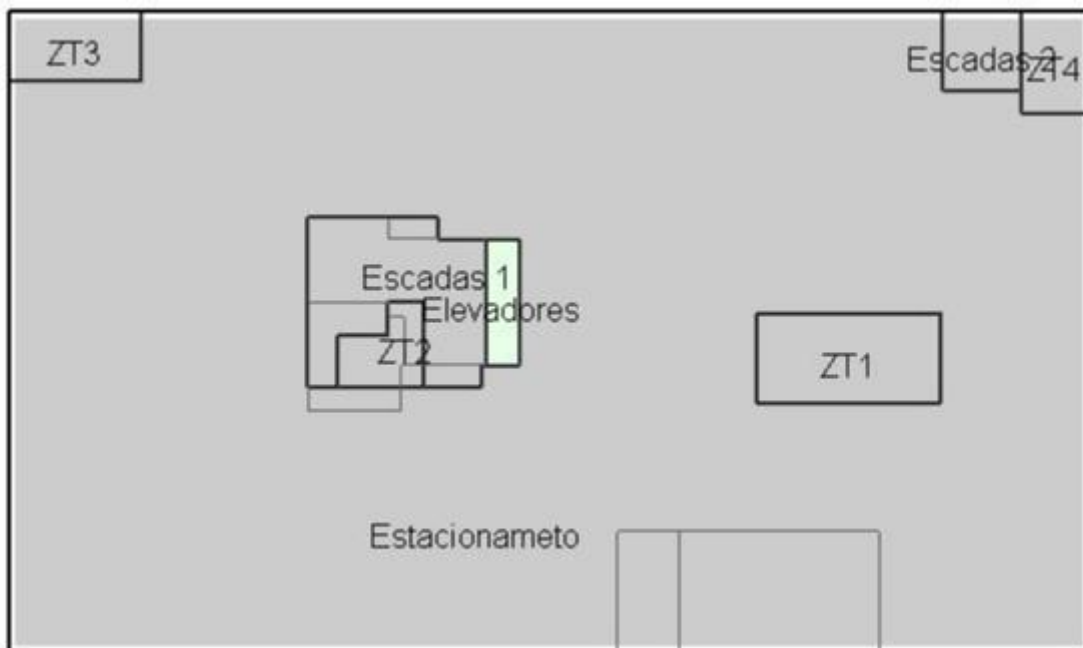 ZT3
Escadas 2
ZT4
Escadas 1
Elevadores
ZT2
ZT1
Estacionameto